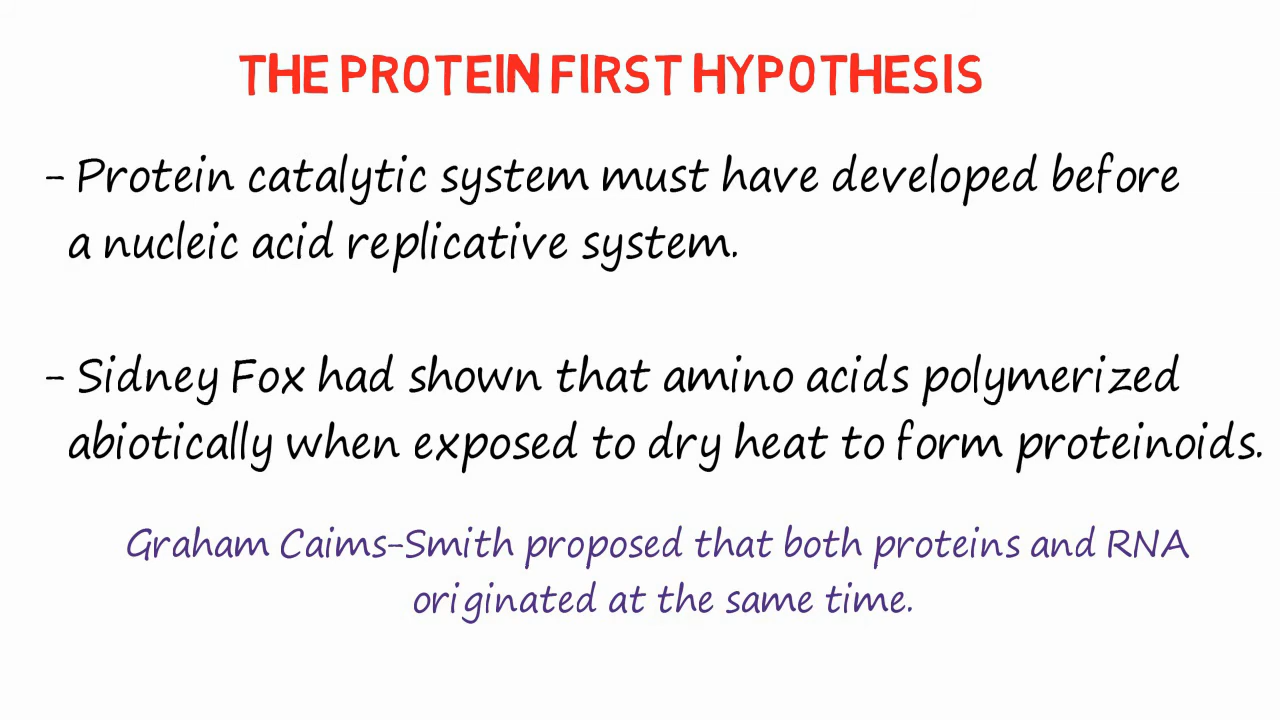 THE PROTEIN FIRST HYPOTHESIS
- Protein catalytic system must have developed before
a nucleic acid replicative system.
- Sidney Fox had shown that amino acids polymerized
abiotically when exposed to dry heat to form proteinoids.
Graham Caims-Smith proposed that both proteins and RNA
originated at the same time.